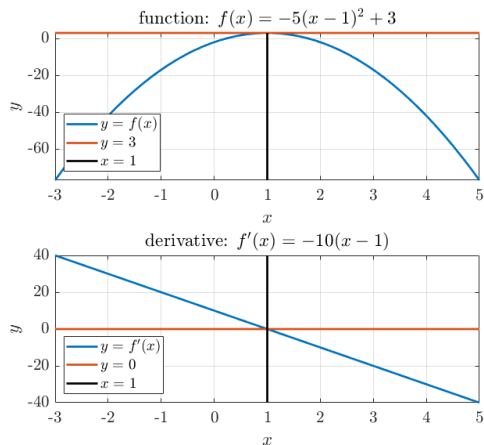 function: f(x) = −5(x − 1)² + 3
0
-20
-40
-60
y
y = f(x)
y = 3
x = 1
-3 -2 -1 0 1 2 3 4 5
x
derivative: f′(x) = −10(x − 1)
40
20
0
-20
-40
y
y = f′(x)
y = 0
x = 1
-3 -2 -1 0 1 2 3 4 5
x